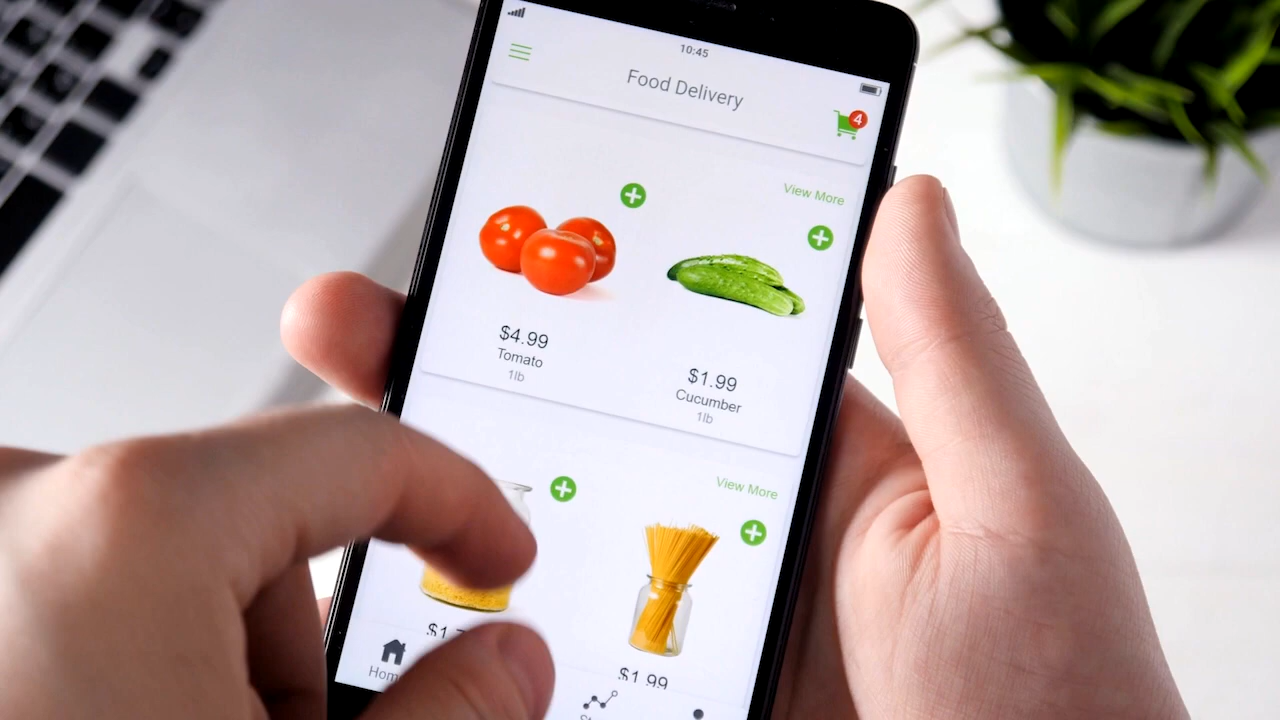 10:45
Food Delivery
4
View More
$4.99
Tomato
1lb
$1.99
Cucumber
1lb
View More
$1.99